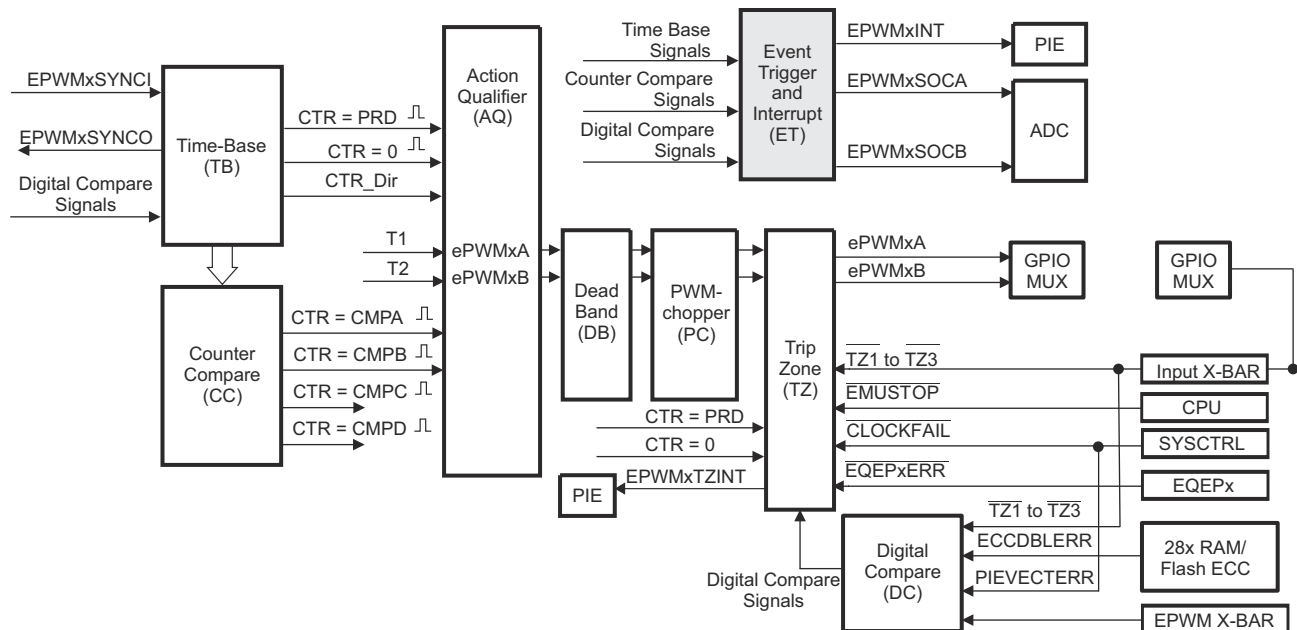 EPWMxSYNCI
EPWMxSYNCO
Digital Compare
Signals
Time-Base
(TB)
CTR = PRD
CTR = 0
CTR_Dir
Counter
Compare
(CC)
CTR = CMPA
CTR = CMPB
CTR = CMPC
CTR = CMPD
Action
Qualifier
(AQ)
T1
T2
ePWMxA
ePWMxB
Time Base
Signals
Counter Compare
Signals
Digital Compare
Signals
Event
Trigger
and
Interrupt
(ET)
EPWMxINT
EPWMxSOCA
EPWMxSOCB
PIE
ADC
Dead
Band
(DB)
PWM-
chopper
(PC)
Trip
Zone
(TZ)
ePWMxA
ePWMxB
GPIO
MUX
GPIO
MUX
TZ1 to TZ3
Input X-BAR
EMUSTOP
CPU
CLOCKFAIL
SYSCTRL
EQEPxERR
EQEPx
CTR = PRD
CTR = 0
EPWMxTZINT
PIE
Digital Compare
Signals
Digital
Compare
(DC)
TZ1 to TZ3
ECCDBLERR
28x RAM/
Flash ECC
PIEVECTERR
EPWM X-BAR